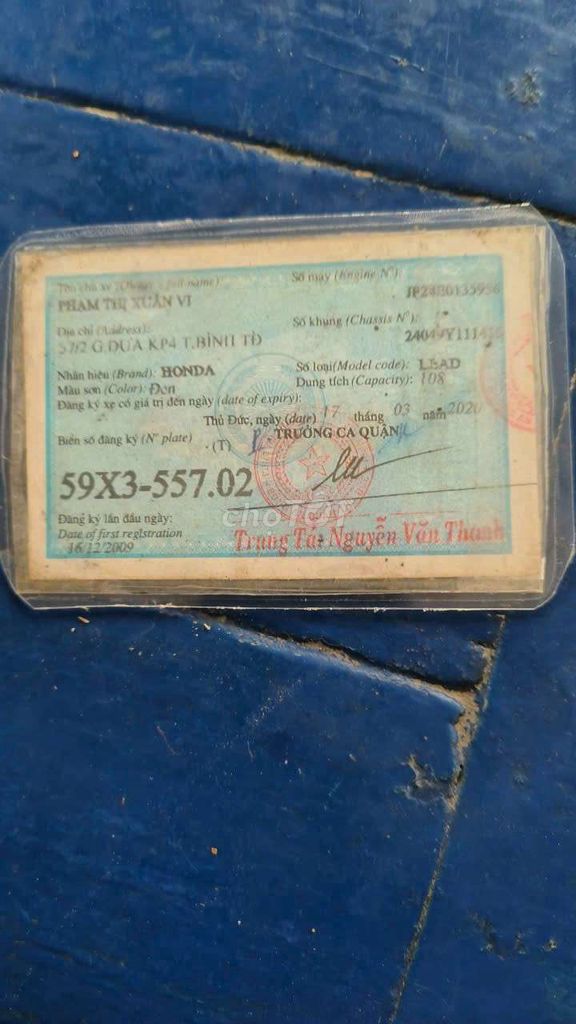 Tên chủ xe (Owner's full name):
PHẠM THỊ XUÂN VI
Số máy (Engine N°):
JF24E0135956
Địa chỉ (Address):
57/2 G.DƯA KP4 T.BÌNH TĐ
Số khung (Chassis N°):
Nhãn hiệu (Brand): HONDA
Số loại (Model code): LEAD
Màu sơn (Color): Đen
Dung tích (Capacity): 108
Đăng ký xe có giá trị đến ngày (date of expiry):
Thủ Đức, ngày (date) 17 tháng 03 năm 2020
Biển số đăng ký (N° plate) (T)
TRƯỞNG CA QUẬN
59X3-557.02
chợTỐT
Đăng ký lần đầu ngày:
Date of first registration
16/12/2009
Trung Tá: Nguyễn Văn Thanh